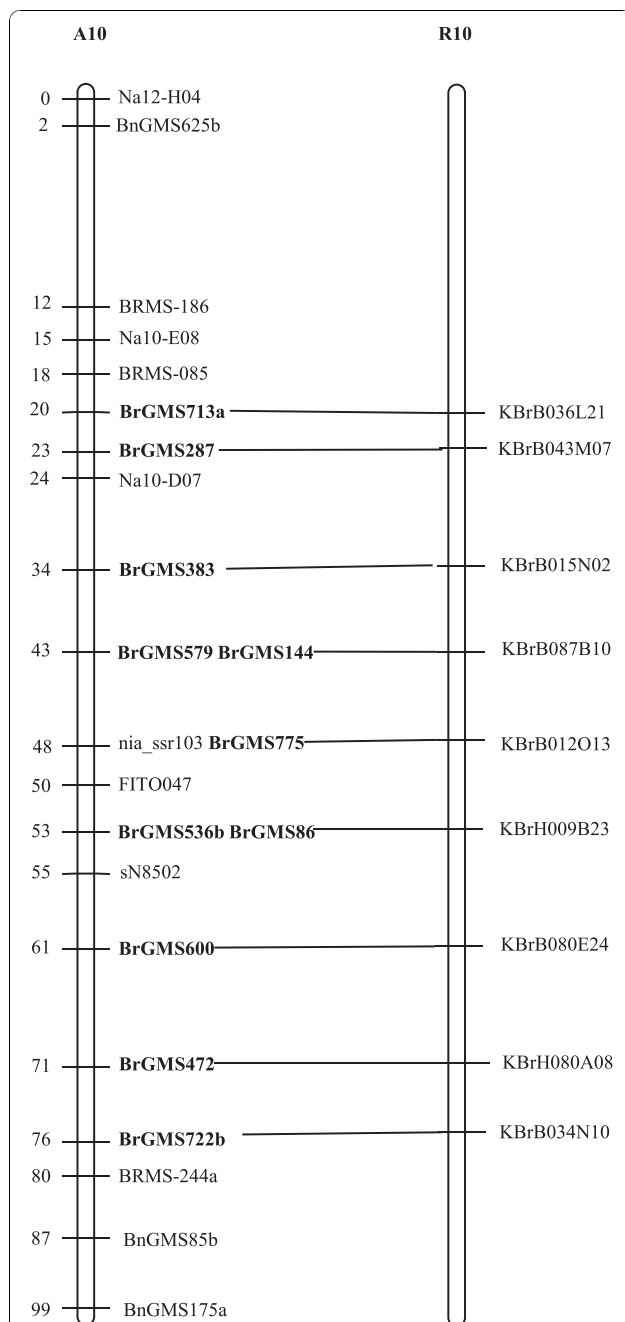 A10 R10
0 Na12-H04
2 BnGMS625b
12 BRMS-186
15 Na10-E08
18 BRMS-085
20 BrGMS713a KBrB036L21
23 BrGMS287 KBrB043M07
24 Na10-D07
34 BrGMS383 KBrB015N02
43 BrGMS579 BrGMS144 KBrB087B10
48 nia_ssr103 BrGMS775 KBrB012O13
50 FITO047
53 BrGMS536b BrGMS86 KBrH009B23
55 sN8502
61 BrGMS600 KBrB080E24
71 BrGMS472 KBrH080A08
76 BrGMS722b KBrB034N10
80 BRMS-244a
87 BnGMS85b
99 BnGMS175a